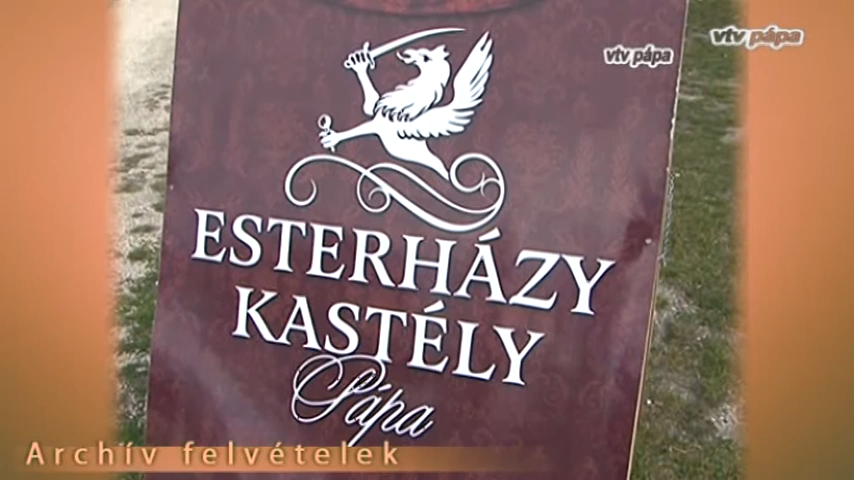 vtv pápa
vtv pápa
ESTERHÁZY
KASTÉLY
Pápa
Archív felvételek